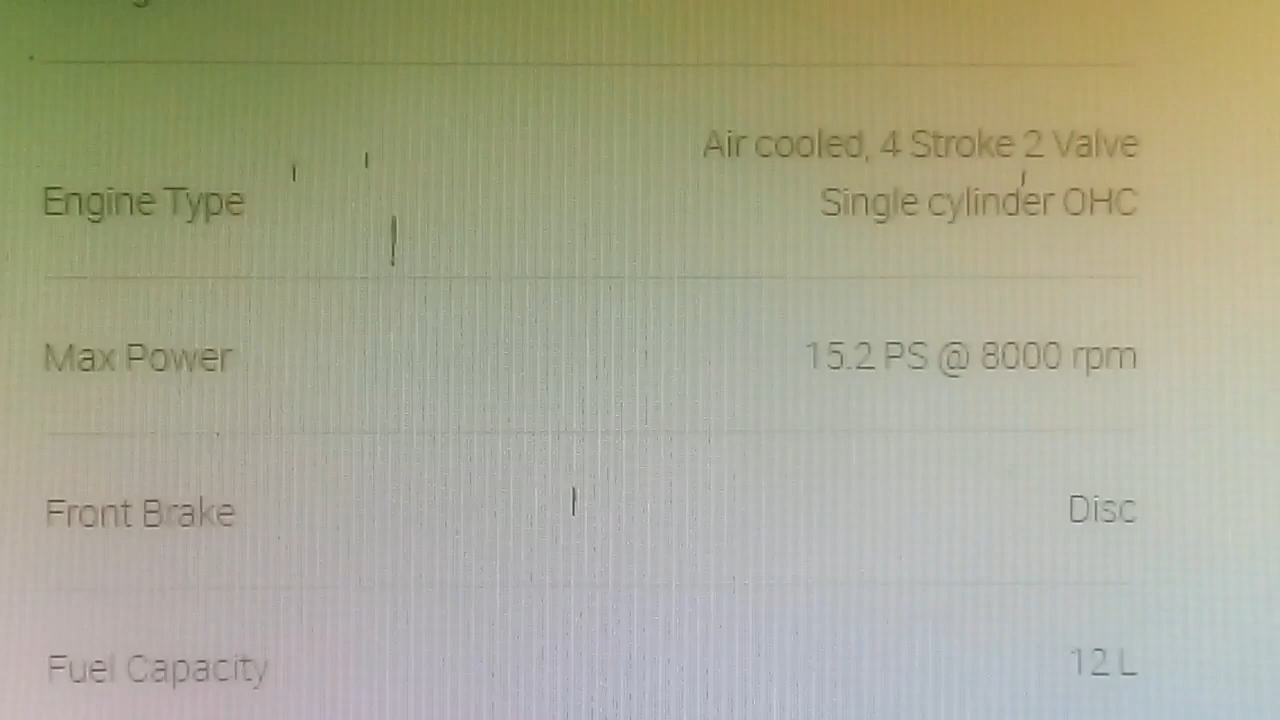 Air cooled, 4 Stroke 2 Valve
Engine Type Single cylinder OHC
Max Power 15.2 PS @ 8000 rpm
Front Brake Disc
Fuel Capacity 12 L